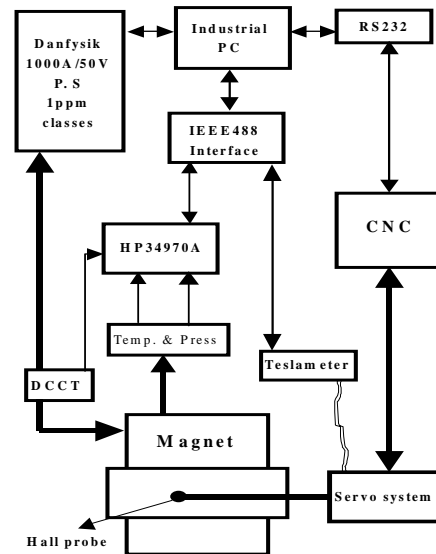 Danfysik
1000A/50V
P.S
1ppm
classes
Industrial
PC
RS232
IEEE488
Interface
HP34970A
CNC
Temp. & Press
Teslameter
DCCT
Magnet
Servo system
Hall probe